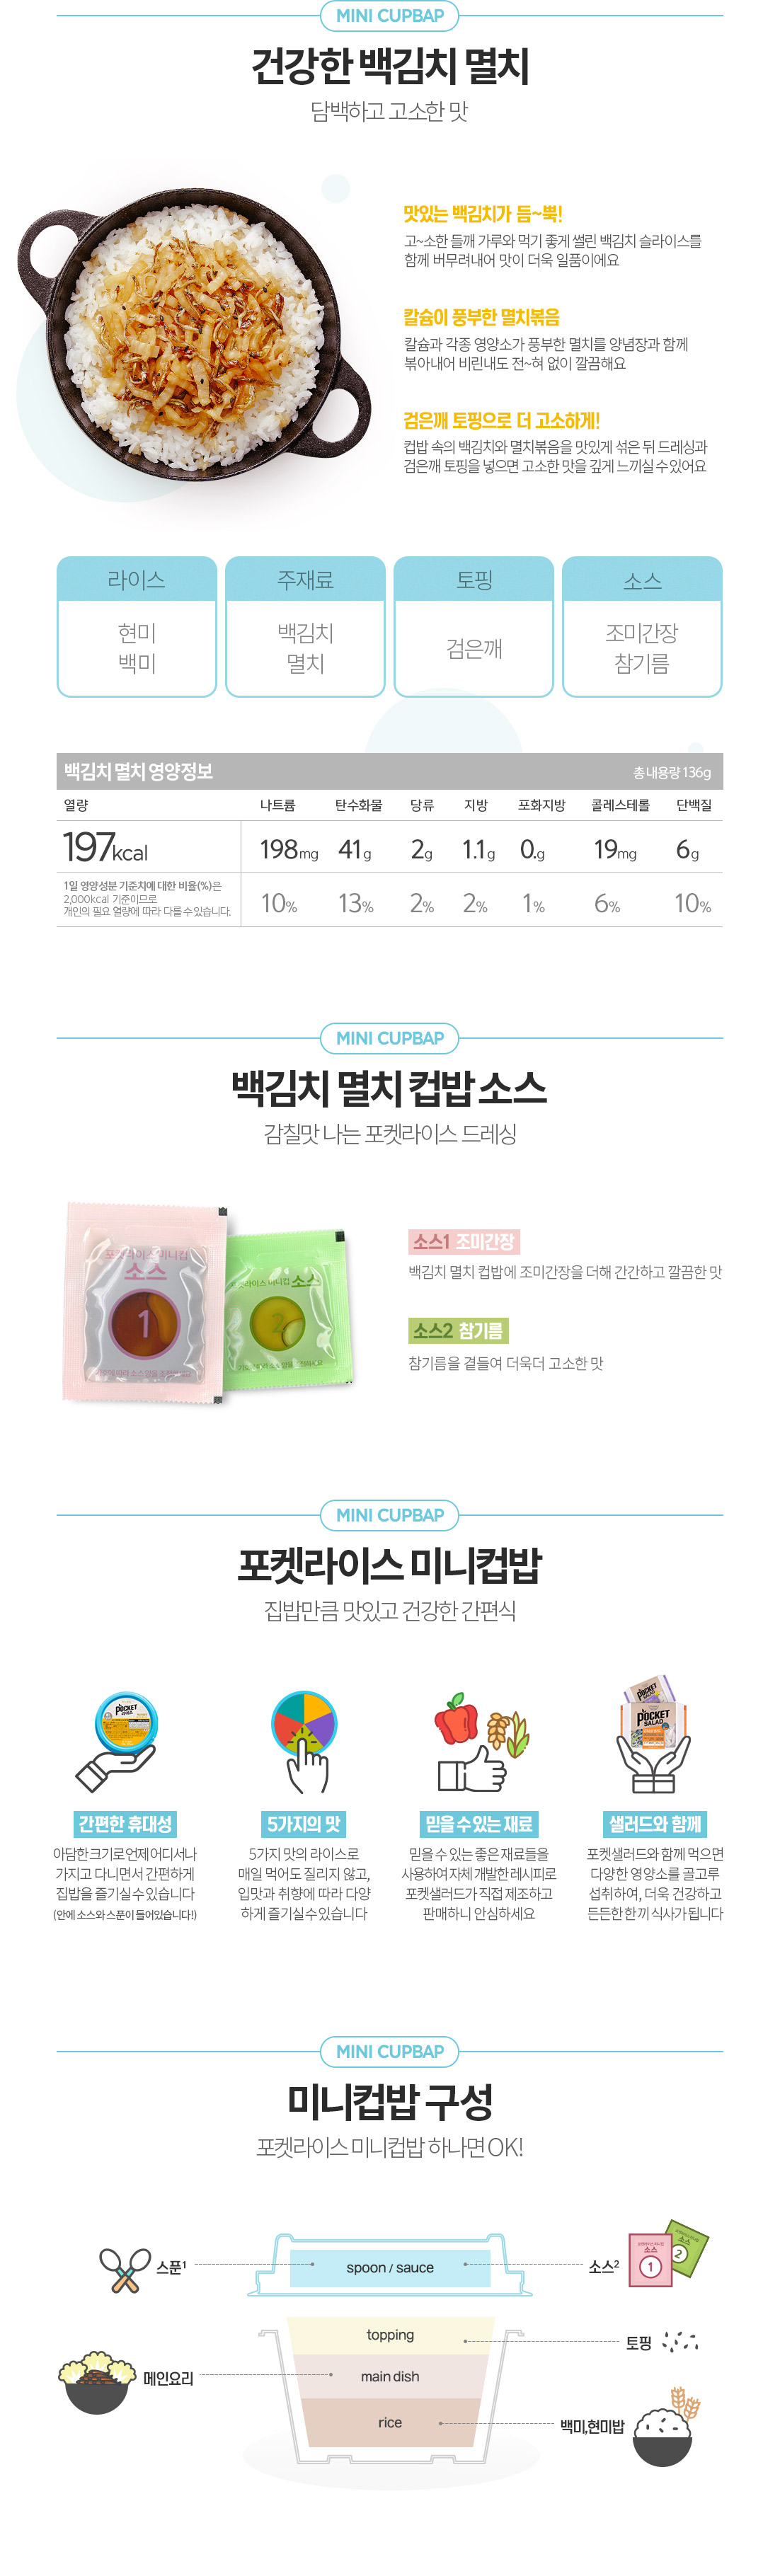 MINI CUPBAP
건강한 백김치 멸치
담백하고 고소한 맛
맛있는 백김치가 듬~뿍!
고~소한 들깨 가루와 먹기 좋게 썰린 백김치 슬라이스를
함께 버무려내어 맛이 더욱 일품이에요
칼슘이 풍부한 멸치볶음
칼슘과 각종 영양소가 풍부한 멸치를 양념장과 함께
볶아내어 비린내도 전~혀 없이 깔끔해요
검은깨 토핑으로 더 고소하게!
컵밥 속의 백김치와 멸치볶음을 맛있게 섞은 뒤 드레싱과
검은깨 토핑을 넣으면 고소한 맛을 깊게 느끼실 수 있어요
라이스 주재료 토핑 소스
현미 백김치 검은깨 조미간장
백미 멸치 참기름
백김치 멸치 영양정보 총 내용량 136g
열량 나트륨 탄수화물 당류 지방 포화지방 콜레스테롤 단백질
197kcal 198mg 41g 2g 1.1g 0.g 19mg 6g
1일 영양성분 기준치에 대한 비율(%)은
2,000kcal 기준이므로
개인의 필요 열량에 따라 다를 수 있습니다.
10% 13% 2% 2% 1% 6% 10%
MINI CUPBAP
백김치 멸치 컵밥 소스
감칠맛 나는 포켓라이스 드레싱
포켓라이스 미니컵
소스
1
포켓라이스 미니컵 소스
2
소스1 조미간장
백김치 멸치 컵밥에 조미간장을 더해 간간하고 깔끔한 맛
소스2 참기름
참기름을 곁들여 더욱더 고소한 맛
MINI CUPBAP
포켓라이스 미니컵밥
집밥만큼 맛있고 건강한 간편식
POCKET
POCKET
POCKET
SALAD
간편한 휴대성
아담한 크기로 언제 어디서나
가지고 다니면서 간편하게
집밥을 즐기실 수 있습니다
(안에 소스와 스푼이 들어있습니다!)
5가지의 맛
5가지 맛의 라이스로
매일 먹어도 질리지 않고,
입맛과 취향에 따라 다양
하게 즐기실 수 있습니다
믿을 수 있는 재료
믿을 수 있는 좋은 재료들을
사용하여 자체 개발한 레시피로
포켓샐러드가 직접 제조하고
판매하니 안심하세요
샐러드와 함께
포켓샐러드와 함께 먹으면
다양한 영양소를 골고루
섭취하여, 더욱 건강하고
든든한 한 끼 식사가 됩니다
MINI CUPBAP
미니컵밥 구성
포켓라이스 미니컵밥 하나면 OK!
스푼1
spoon / sauce
소스2
소스
1
소스
2
topping
토핑
메인요리
main dish
rice
백미,현미밥